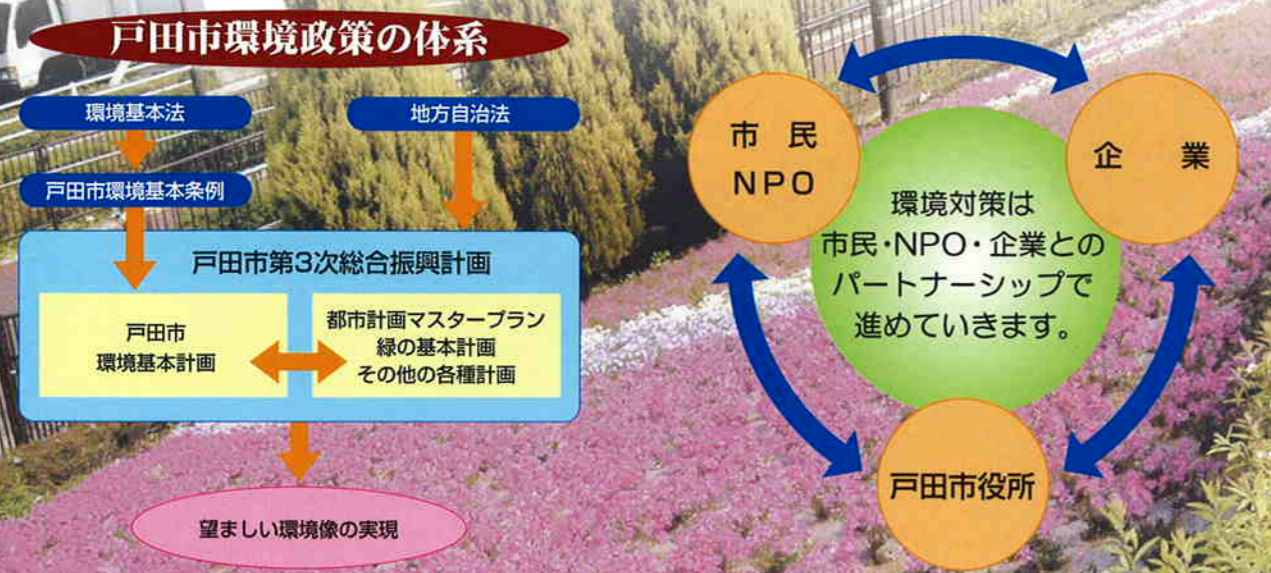 戸田市環境政策の体系
環境基本法
地方自治法
戸田市環境基本条例
戸田市第3次総合振興計画
戸田市
環境基本計画
都市計画マスタープラン
緑の基本計画
その他の各種計画
望ましい環境像の実現
市民
NPO
企業
環境対策は
市民・NPO・企業との
パートナーシップで
進めていきます。
戸田市役所